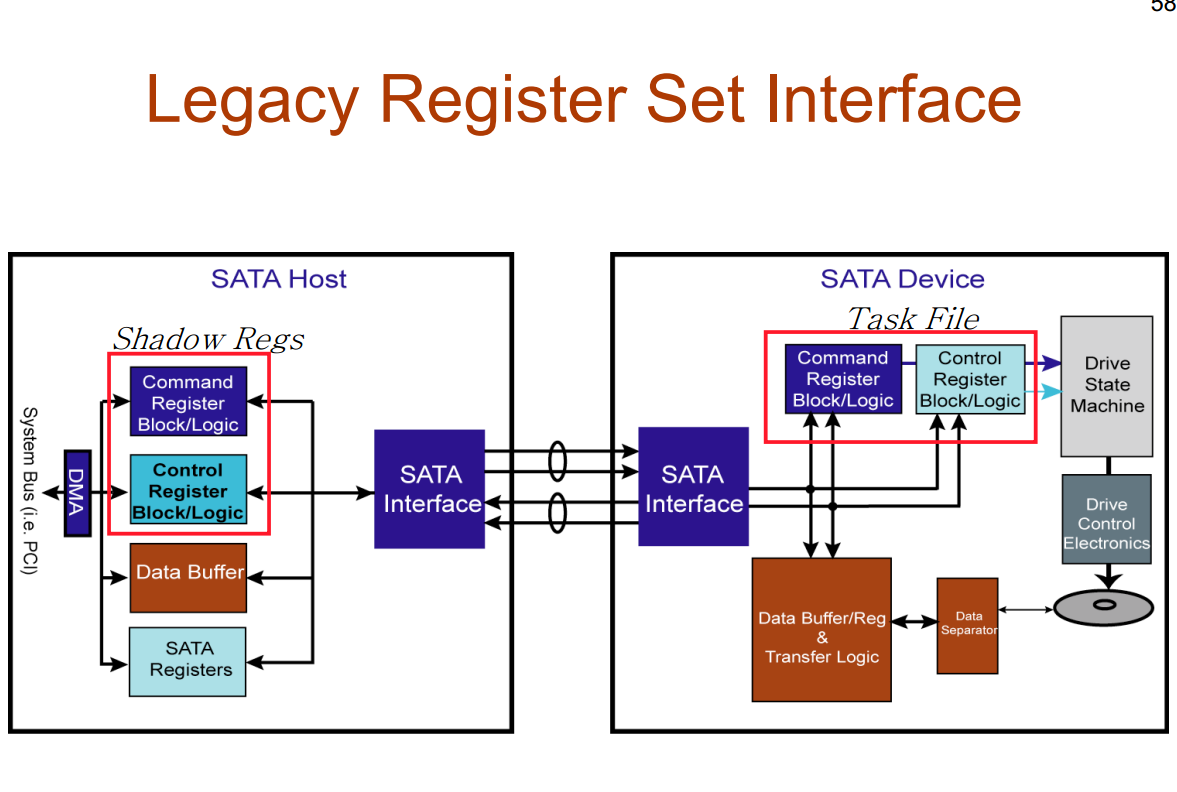 58
Legacy Register Set Interface
SATA Host
Shadow Regs
Command
Register
Block/Logic
Control
Register
Block/Logic
Data Buffer
SATA
Registers
DMA
System Bus (i.e. PCI)
SATA
Interface
SATA Device
Task File
SATA
Interface
Command
Register
Block/Logic
Control
Register
Block/Logic
Drive
State
Machine
Drive
Control
Electronics
Data Buffer/Reg
&
Transfer Logic
Data
Separator